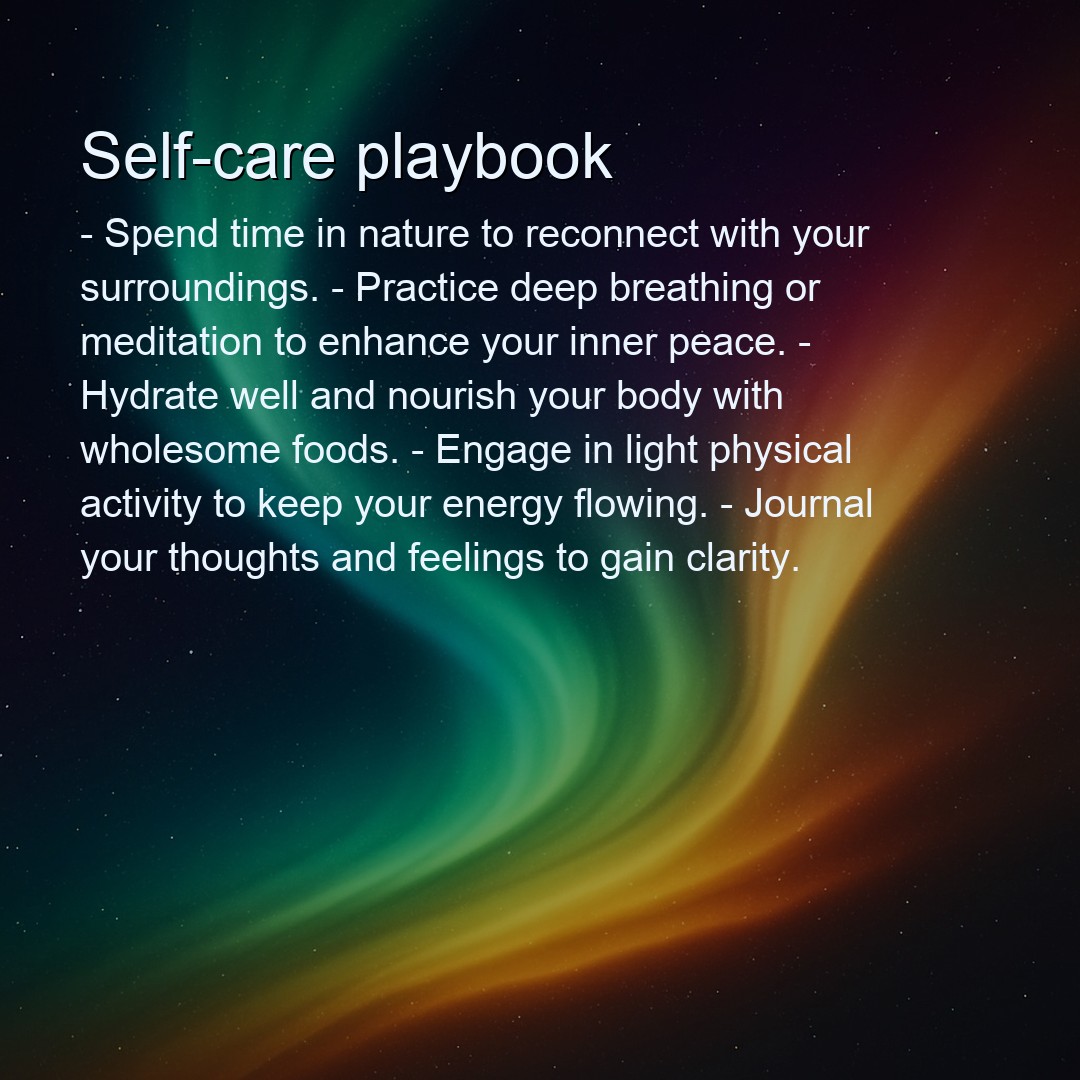 Self-care playbook
- Spend time in nature to reconnect with your
surroundings. - Practice deep breathing or
meditation to enhance your inner peace. -
Hydrate well and nourish your body with
wholesome foods. - Engage in light physical
activity to keep your energy flowing. - Journal
your thoughts and feelings to gain clarity.